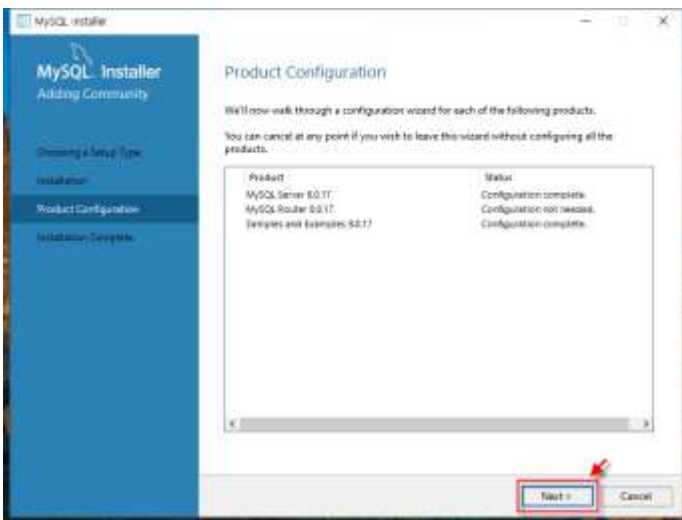 MySQL Installer
MySQL. Installer
Adding Community
Choosing a Setup Type
Installation
Product Configuration
Installation Complete
Product Configuration
We'll now walk through a configuration wizard for each of the following products.
You can cancel at any point if you wish to leave this wizard without configuring all the
products.
Product Status
MySQL Server 8.0.17 Configuration complete.
MySQL Router 8.0.17 Configuration not needed.
Samples and Examples 8.0.17 Configuration complete.
Next > Cancel